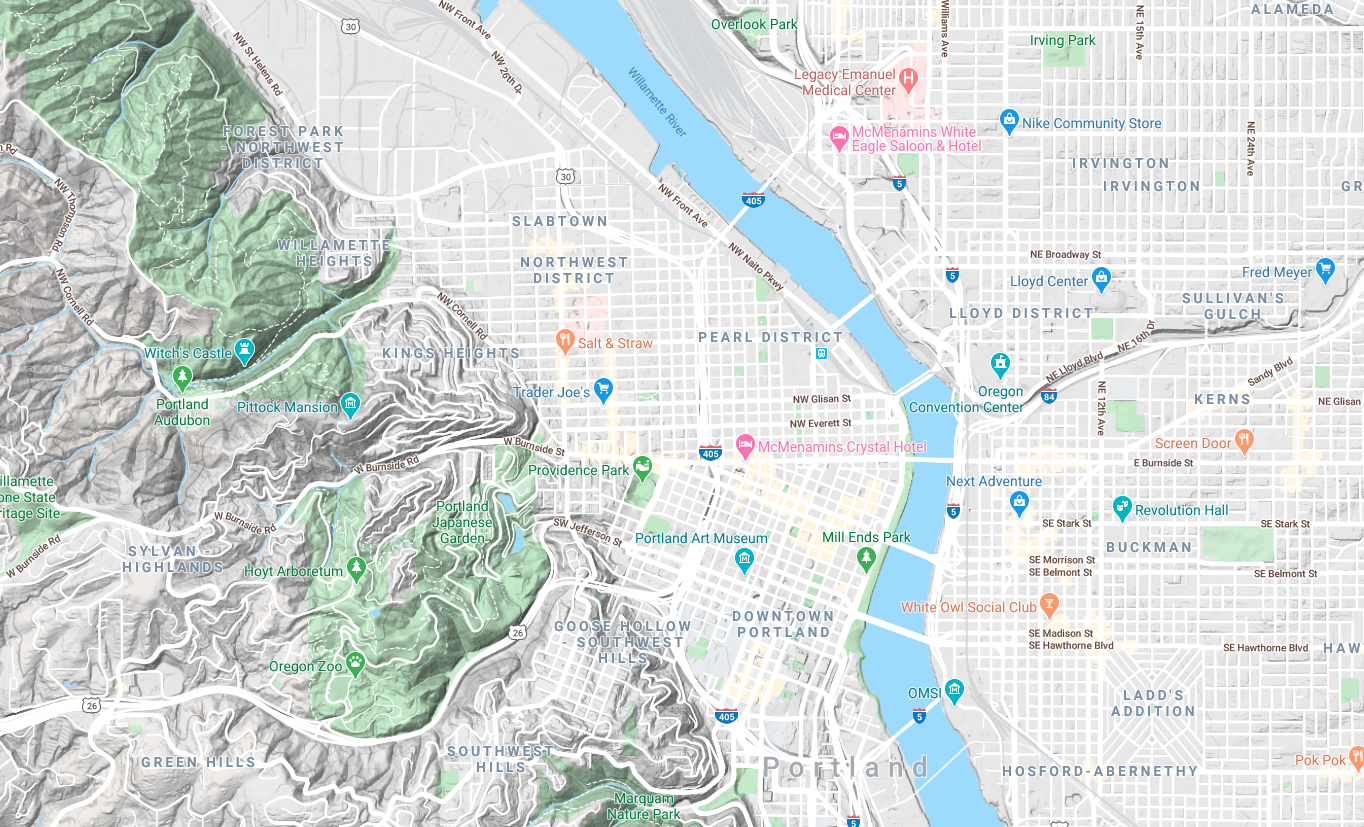 NW Front Ave
Overlook Park
Williams Ave
NE 15th Ave
ALAMEDA
30
Irving Park
NW St Helens Rd
NW 26th Dr
Willamette River
Legacy Emanuel
Medical Center
H
FOREST PARK
- NORTHWEST
DISTRICT
McMenamins White
Eagle Saloon & Hotel
Nike Community Store
NE 24th Ave
n Rd
NW Thompson Rd
30
IRVINGTON
IRVINGTON
GR
5
405
NW Front Ave
SLABTOWN
WILLAMETTE
HEIGHTS
NORTHWEST
DISTRICT
NW Naito Pkwy
NE Broadway St
5
Lloyd Center
Fred Meyer
NW Cornell Rd
NW Cornell Rd
SULLIVAN'S
GULCH
LLOYD DISTRICT
PEARL DISTRICT
Salt & Straw
NE 16th Dr
Witch's Castle
KINGS HEIGHTS
NE Lloyd Blvd
Sandy Blvd
Portland
Audubon
Pittock Mansion
Trader Joe's
NW Glisan St
Oregon
Convention Center
84
NE 12th Ave
KERNS
NE Glisan
NW Everett St
W Burnside St
405
McMenamins Crystal Hotel
Screen Door
W Burnside Rd
Providence Park
E Burnside St
illamette
one State
ritage Site
Next Adventure
Portland
Japanese
Garden
W Burnside Rd
SW Jefferson St
5
Revolution Hall
SE Stark St
SE Stark St
W Burnside Rd
SYLVAN-
HIGHLANDS
Hoyt Arboretum
Portland Art Museum
Mill Ends Park
BUCKMAN
SE Morrison St
SE Belmont St
SE Belmont St
White Owl Social Club
26
GOOSE HOLLOW
- SOUTHWEST
HILLS
DOWNTOWN
PORTLAND
SE Madison St
SE Hawthorne Blvd
SE Hawthorne Blvd
HAW
Oregon Zoo
OMSI
LADD'S
ADDITION
26
405
5
SOUTHWEST
HILLS
GREEN HILLS
Portland
HOSFORD-ABERNETHY
Pok Pok
Marquam
Nature Park
5